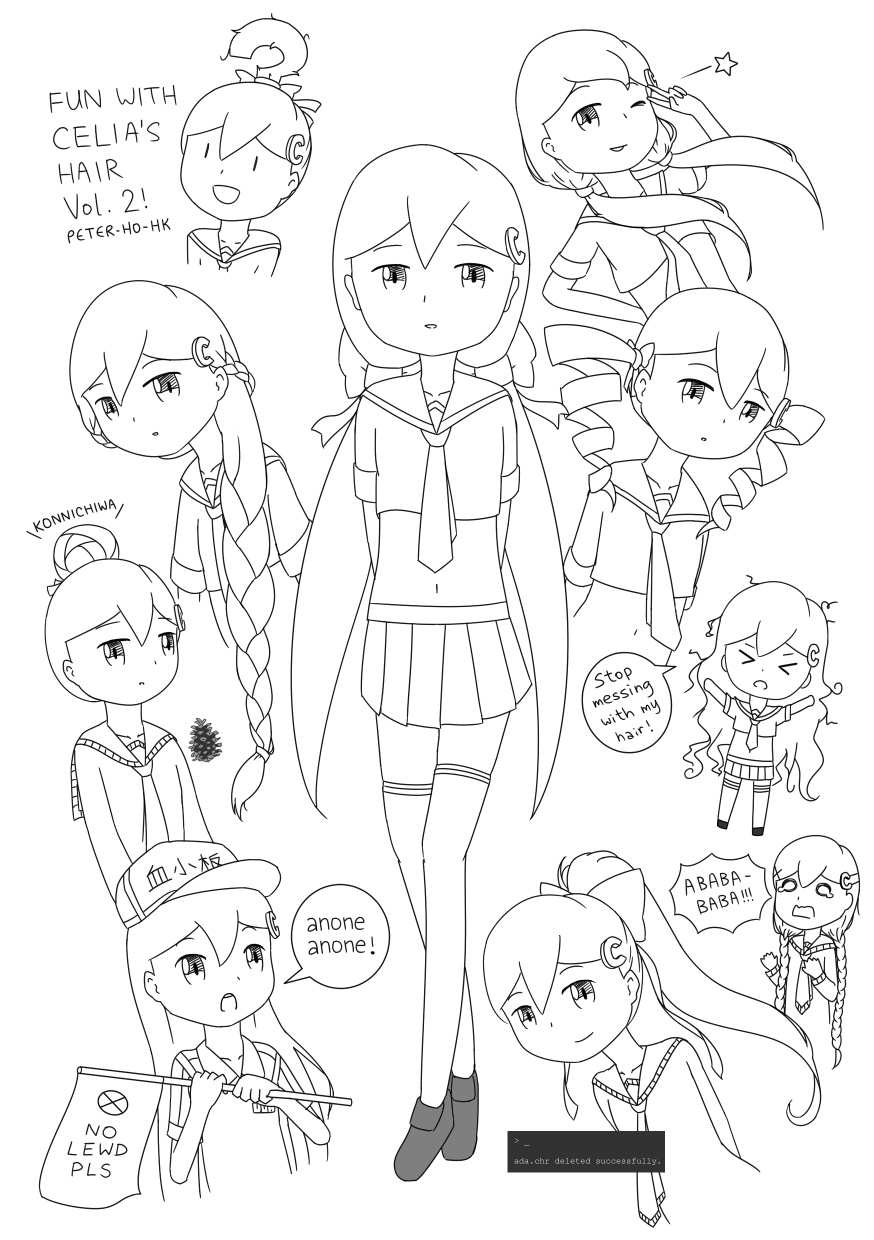 FUN WITH
CELIA'S
HAIR
Vol. 2!
PETER-HO-HK
C
C
C
C
\KONNICHIWA/
C
C
Stop
messing
with my
hair!
C
血小板
C
anone
anone!
NO
LEWD
PLS
C
ABABA-
BABA!!!
C
> _
ada.chr deleted successfully.